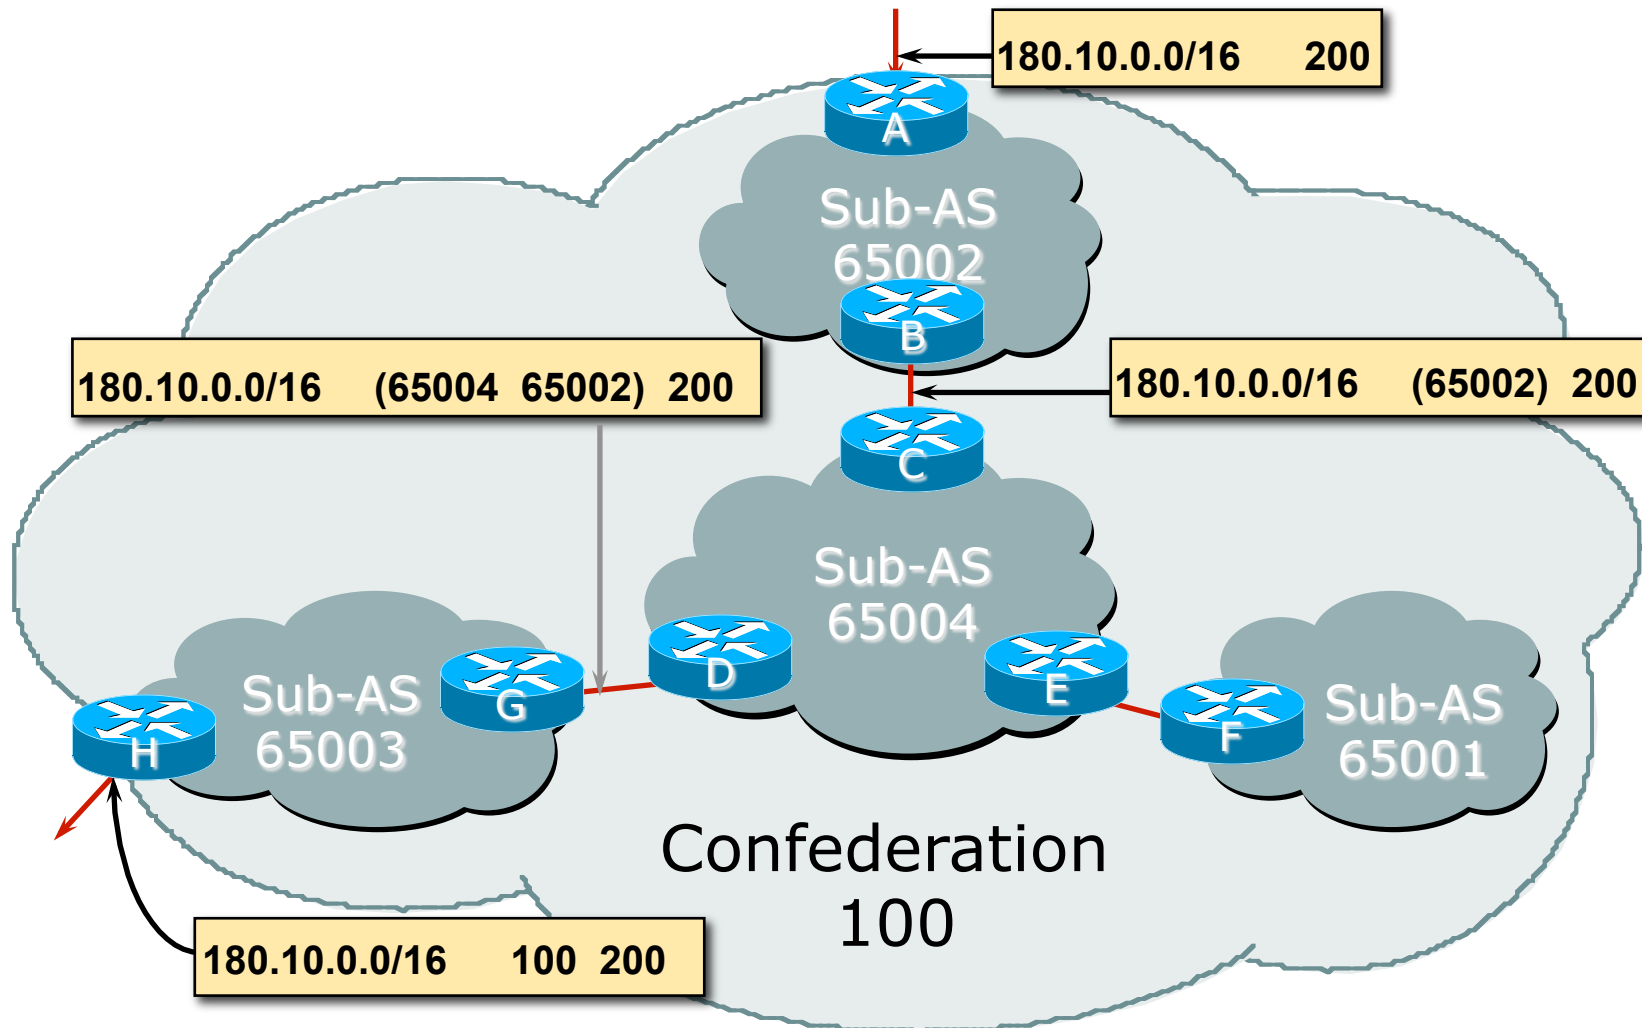 180.10.0.0/16 200
A
Sub-AS
65002
B
180.10.0.0/16 (65004 65002) 200
180.10.0.0/16 (65002) 200
C
Sub-AS
65004
D
E
G
Sub-AS
65003
H
F
Sub-AS
65001
Confederation
100
180.10.0.0/16 100 200